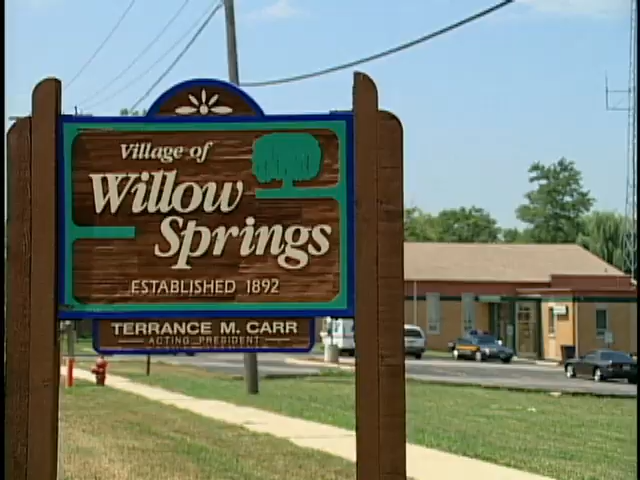 Village of
Willow
Springs
ESTABLISHED 1892
TERRANCE M. CARR
ACTING PRESIDENT